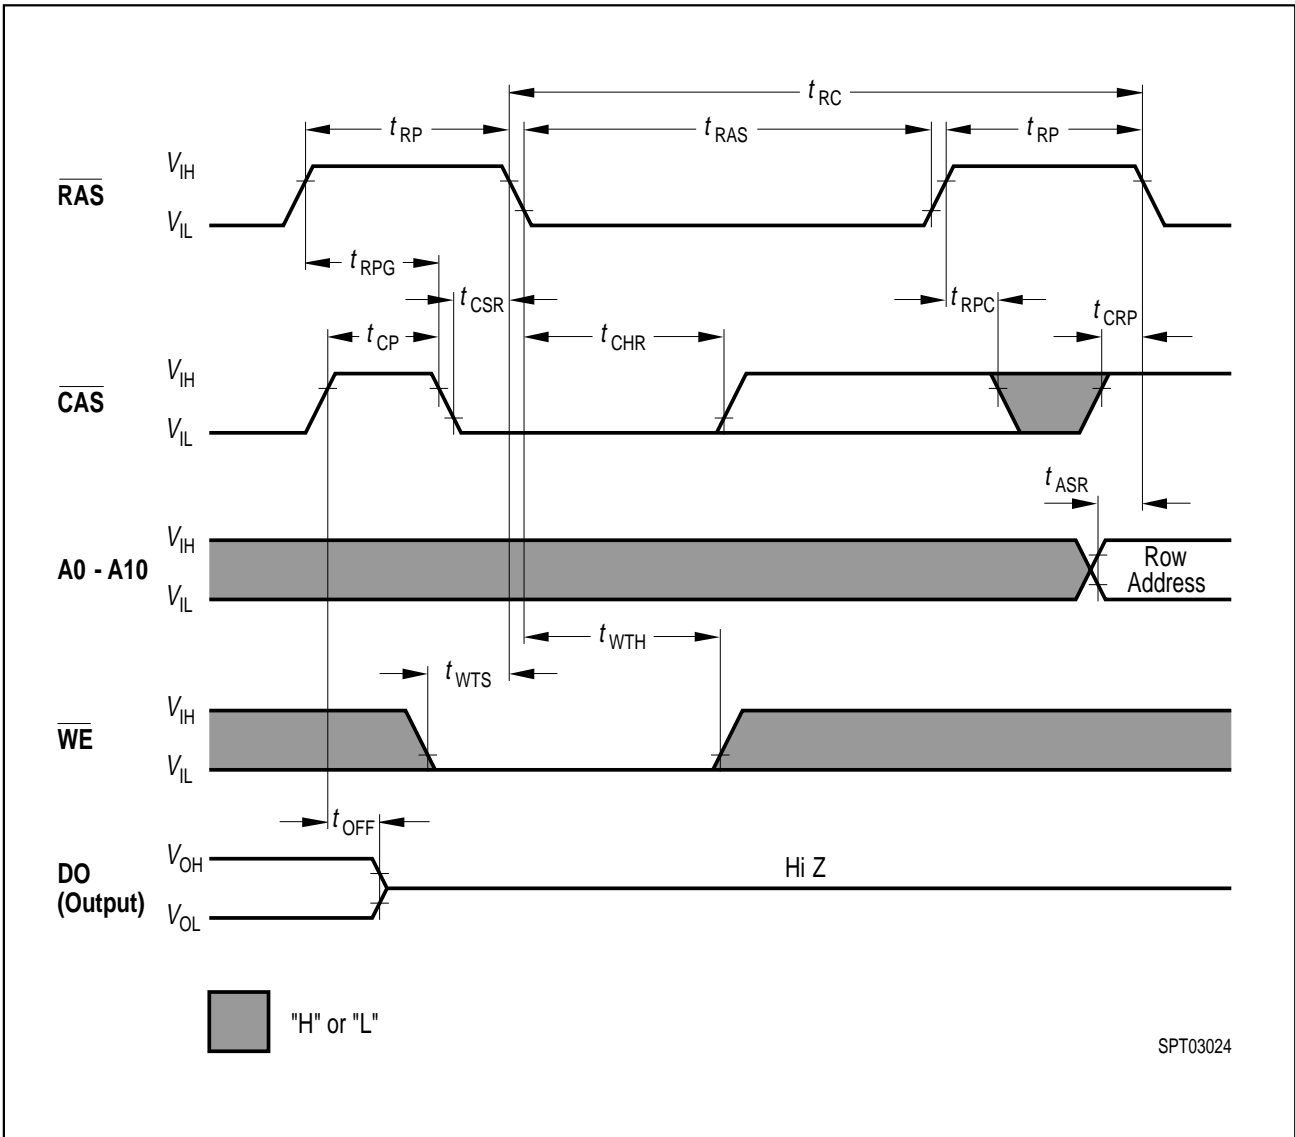 tRC
tRP
tRAS
tRP
VIH
RAS
VIL
tRPG
tCSR
tRPC
tCRP
tCP
tCHR
VIH
CAS
VIL
tASR
VIH
A0 - A10
Row
Address
VIL
tWTH
tWTS
VIH
WE
VIL
tOFF
VOH
DO
(Output)
Hi Z
VOL
"H" or "L"
SPT03024